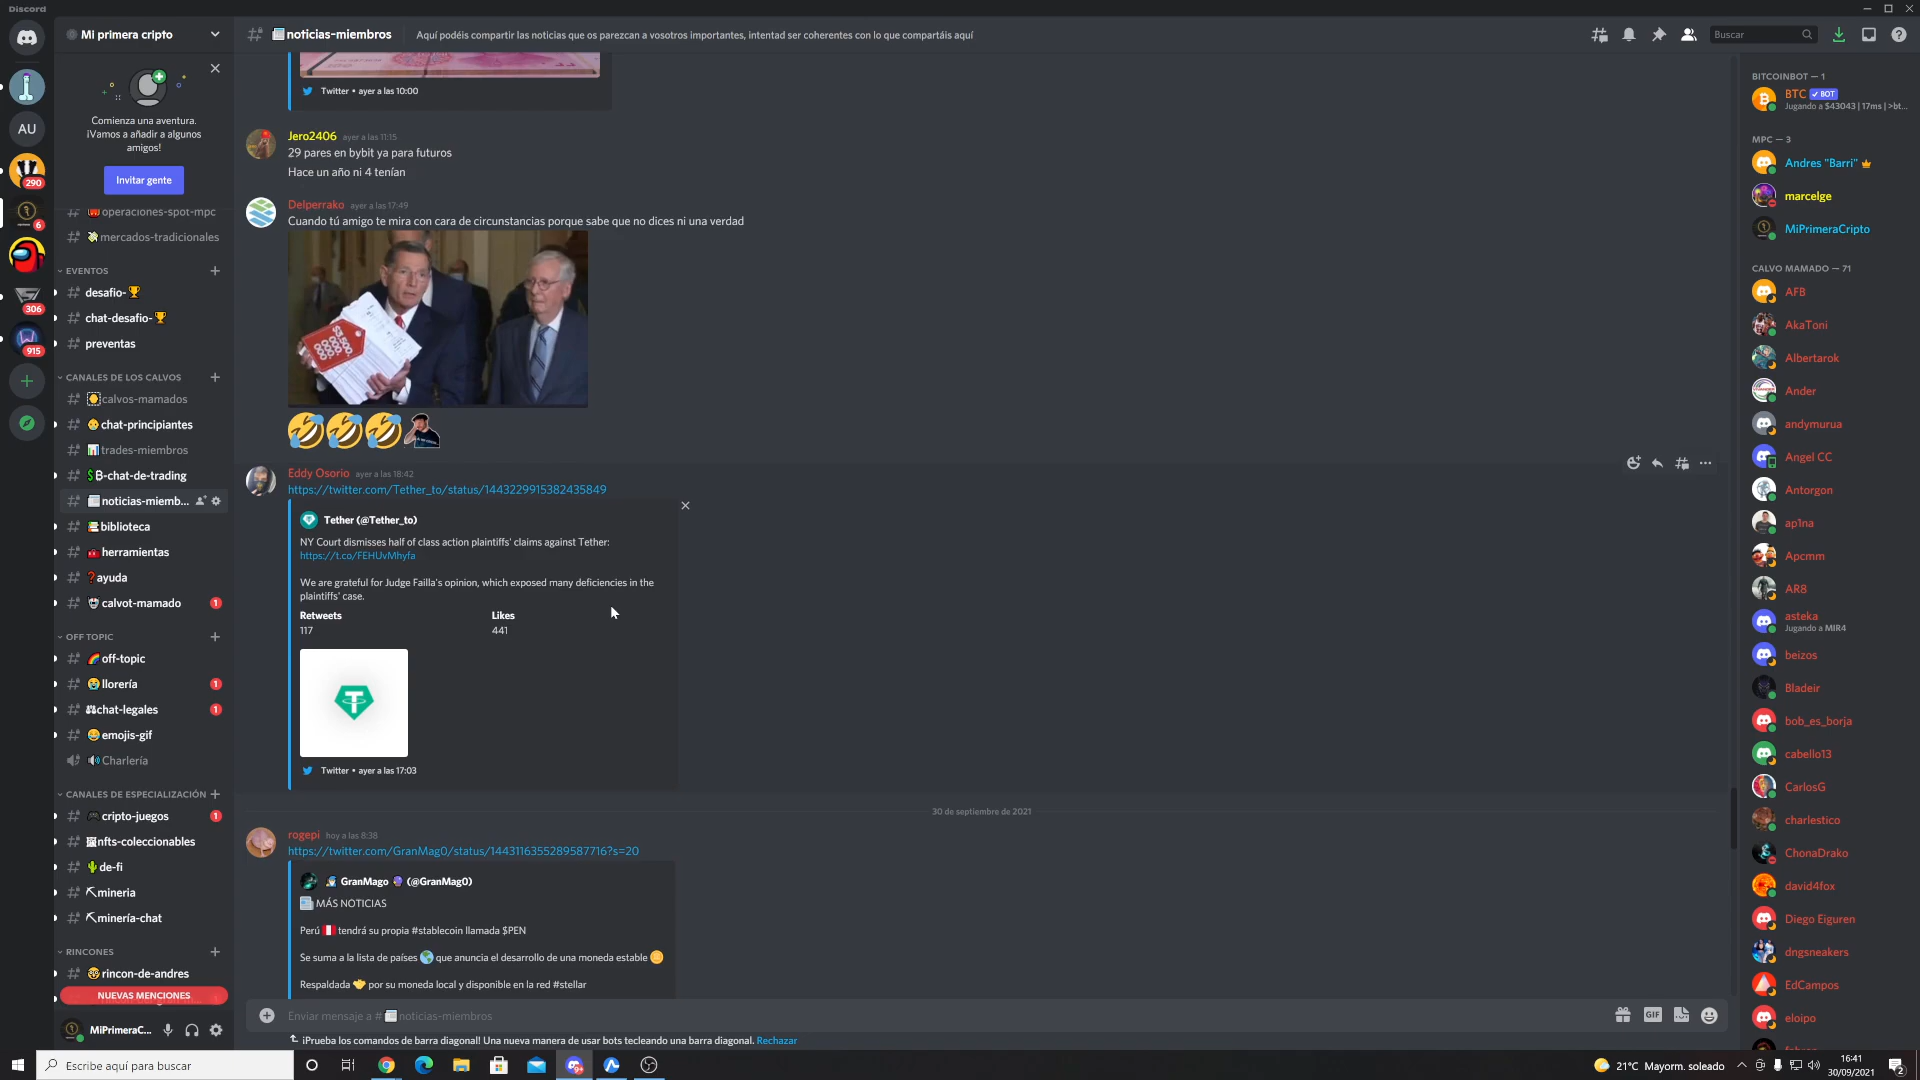 Discord
Mi primera cripto
noticias-miembros
Aquí podéis compartir las noticias que os parezcan a vosotros importantes, intentad ser coherentes con lo que compartáis aquí
Buscar
AU
290
6
306
915
Comienza una aventura.
¡Vamos a añadir a algunos
amigos!
Invitar gente
operaciones-spot-mpc
mercados-tradicionales
EVENTOS
desafio-🏆
chat-desafio-🏆
preventas
CANALES DE LOS CALVOS
calvos-mamados
chat-principiantes
trades-miembros
$₿-chat-de-trading
noticias-miemb...
biblioteca
herramientas
❓ayuda
calvot-mamado 1
OFF TOPIC
off-topic
llorería 1
chat-legales 1
emojis-gif
Charlería
CANALES DE ESPECIALIZACIÓN
cripto-juegos 1
nfts-coleccionables
de-fi
mineria
minería-chat
RINCONES
rincon-de-andres
NUEVAS MENCIONES
MiPrimeraC...
Twitter • ayer a las 10:00
Jero2406 ayer a las 11:15
29 pares en bybit ya para futuros
Hace un año ni 4 tenían
Delperrako ayer a las 17:49
Cuando tú amigo te mira con cara de circunstancias porque sabe que no dices ni una verdad
Eddy Osorio ayer a las 18:42
https://twitter.com/Tether_to/status/1443229915382435849
Tether (@Tether_to)
NY Court dismisses half of class action plaintiffs' claims against Tether:
https://t.co/FEHUvMhyfa
We are grateful for Judge Failla's opinion, which exposed many deficiencies in the
plaintiffs' case.
Retweets Likes
117 441
Twitter • ayer a las 17:03
30 de septiembre de 2021
rogepi hoy a las 8:38
https://twitter.com/GranMag0/status/1443116355289587716?s=20
GranMago 🔮 (@GranMag0)
MÁS NOTICIAS
Perú 🇵🇪 tendrá su propia #stablecoin llamada $PEN
Se suma a la lista de países 🌎 que anuncia el desarrollo de una moneda estable 🪙
Respaldada 🤝 por su moneda local y disponible en la red #stellar
Enviar mensaje a #noticias-miembros
GIF
¡Prueba los comandos de barra diagonal! Una nueva manera de usar bots tecleando una barra diagonal. Rechazar
BITCOINBOT — 1
BTC ✓ BOT
Jugando a $43043 | 17ms | >bt...
MPC — 3
Andres "Barri"
marcelge
MiPrimeraCripto
CALVO MAMADO — 71
AFB
AkaToni
Albertarok
Ander
andymurua
Angel CC
Antorgon
ap1na
Apcmm
AR8
asteka
Jugando a MIR4
beizos
Bladeir
bob_es_borja
cabello13
CarlosG
charlestico
ChonaDrako
david4fox
Diego Eiguren
dngsneakers
EdCampos
eloipo
Escribe aquí para buscar
9+
21°C Mayorm. soleado
16:41
30/09/2021
2